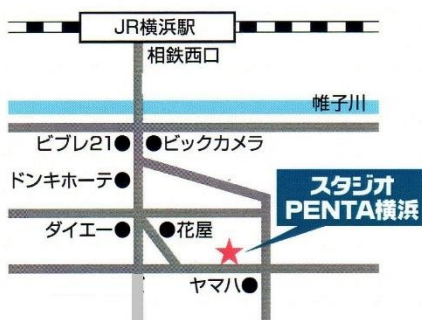 JR横浜駅
相鉄西口
帷子川
ビブレ21
ビックカメラ
ドンキホーテ
スタジオ
PENTA横浜
ダイエー
花屋
ヤマハ